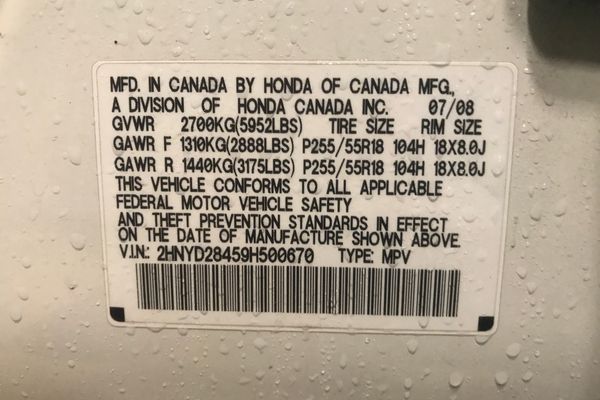 MFD. IN CANADA BY HONDA OF CANADA MFG.,
A DIVISION OF HONDA CANADA INC. 07/08
GVWR 2700KG(5952LBS) TIRE SIZE RIM SIZE
GAWR F 1310KG(2888LBS) P255/55R18 104H 18X8.0J
GAWR R 1440KG(3175LBS) P255/55R18 104H 18X8.0J
THIS VEHICLE CONFORMS TO ALL APPLICABLE
FEDERAL MOTOR VEHICLE SAFETY
AND THEFT PREVENTION STANDARDS IN EFFECT
ON THE DATE OF MANUFACTURE SHOWN ABOVE.
V.I.N.: 2HNYD28459H500670 TYPE: MPV